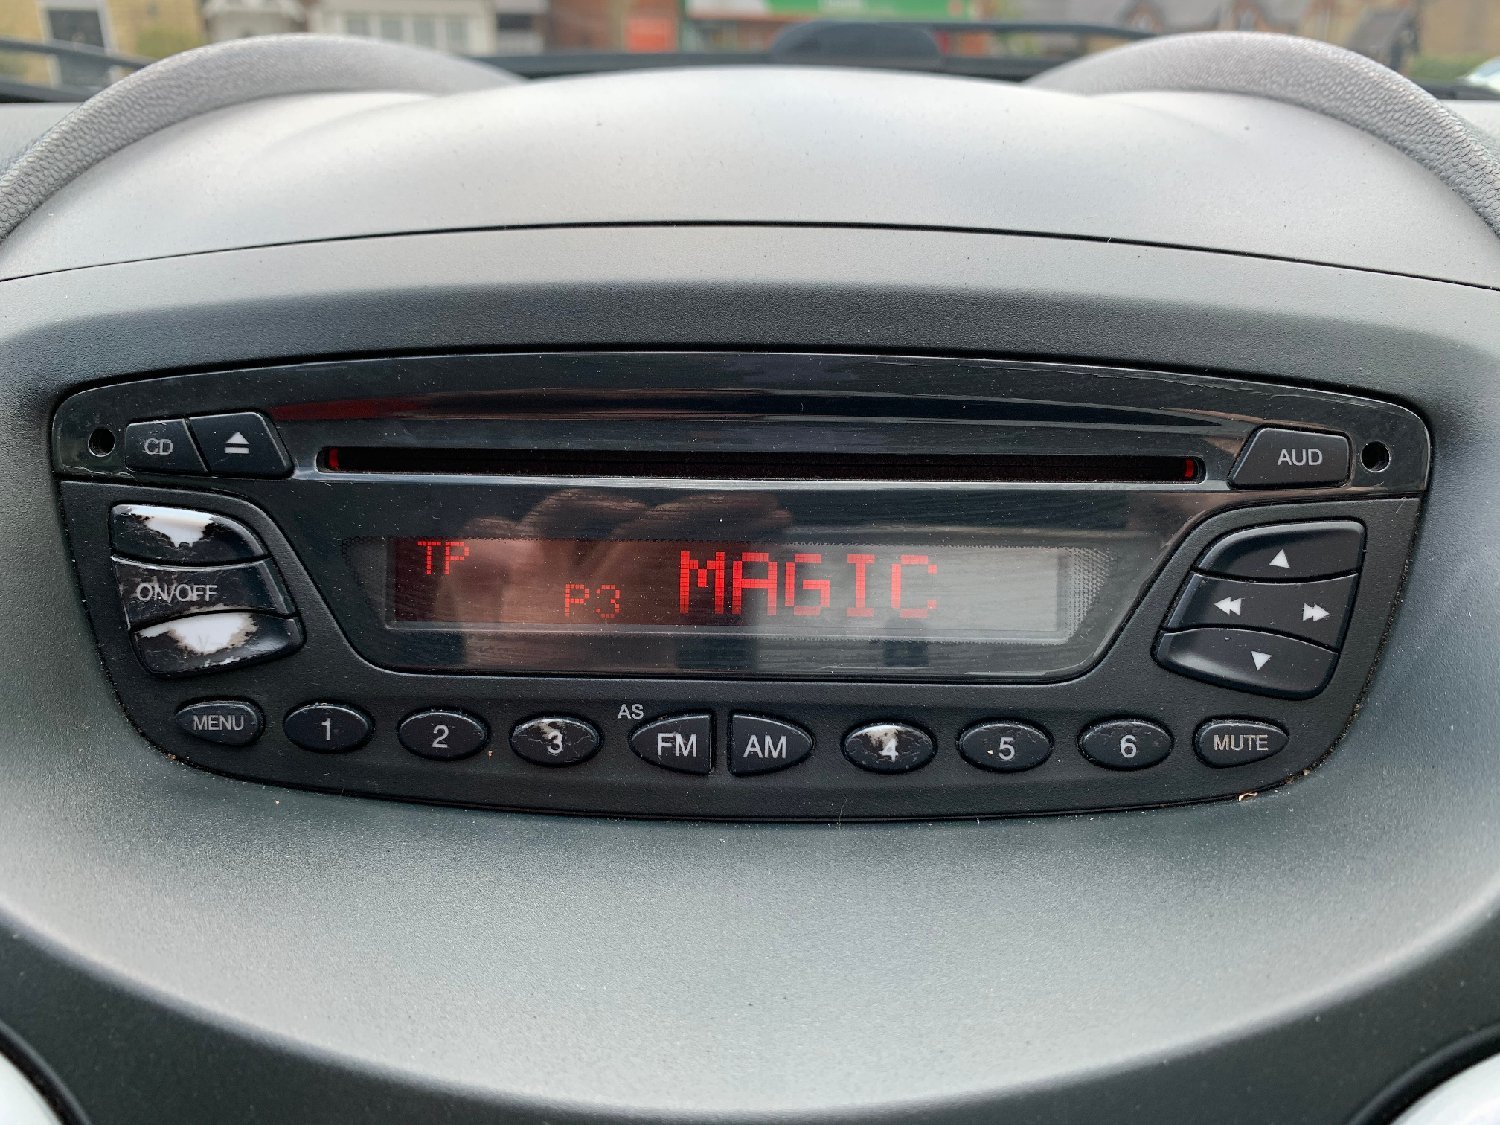 CD
AUD
TP
P3 MAGIC
ON/OFF
MENU 1 2 3 AS FM AM 4 5 6 MUTE